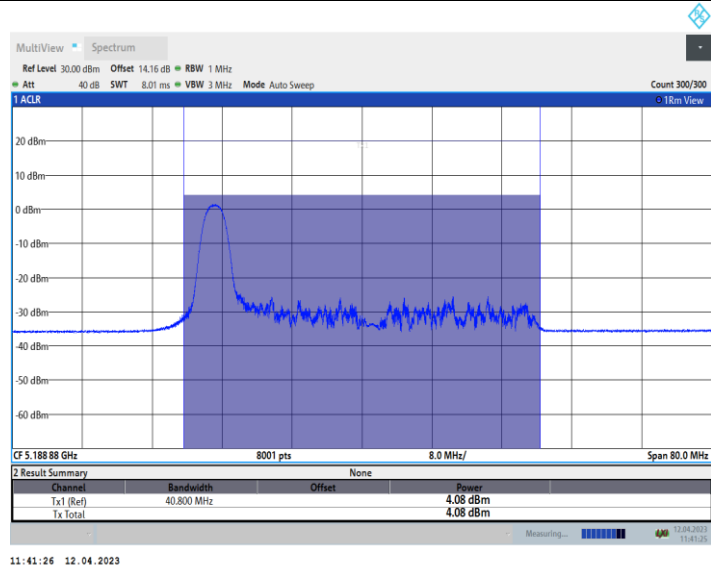 MultiView Spectrum
Ref Level 30.00 dBm Offset 14.16 dB RBW 1 MHz
Att 40 dB SWT 8.01 ms VBW 3 MHz Mode Auto Sweep Count 300/300
1 ACLR 1Rm View
20 dBm
10 dBm
0 dBm
-10 dBm
-20 dBm
-30 dBm
-40 dBm
-50 dBm
-60 dBm
CF 5.188 88 GHz 8001 pts 8.0 MHz/ Span 80.0 MHz
2 Result Summary None
Channel Bandwidth Offset Power
Tx1 (Ref) 40.800 MHz 4.08 dBm
Tx Total 4.08 dBm
Measuring... 12.04.2023
11:41:25
11:41:26 12.04.2023